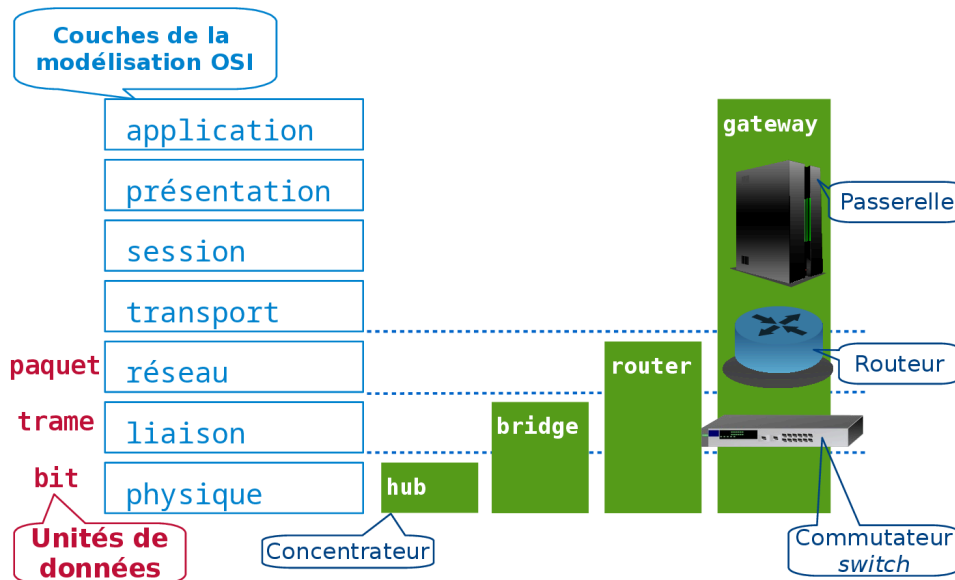 Couches de la
modélisation OSI
application
gateway
présentation
Passerelle
session
transport
paquet
réseau
router
Routeur
trame
liaison
bridge
bit
physique
hub
Unités de
données
Concentrateur
Commutateur
switch